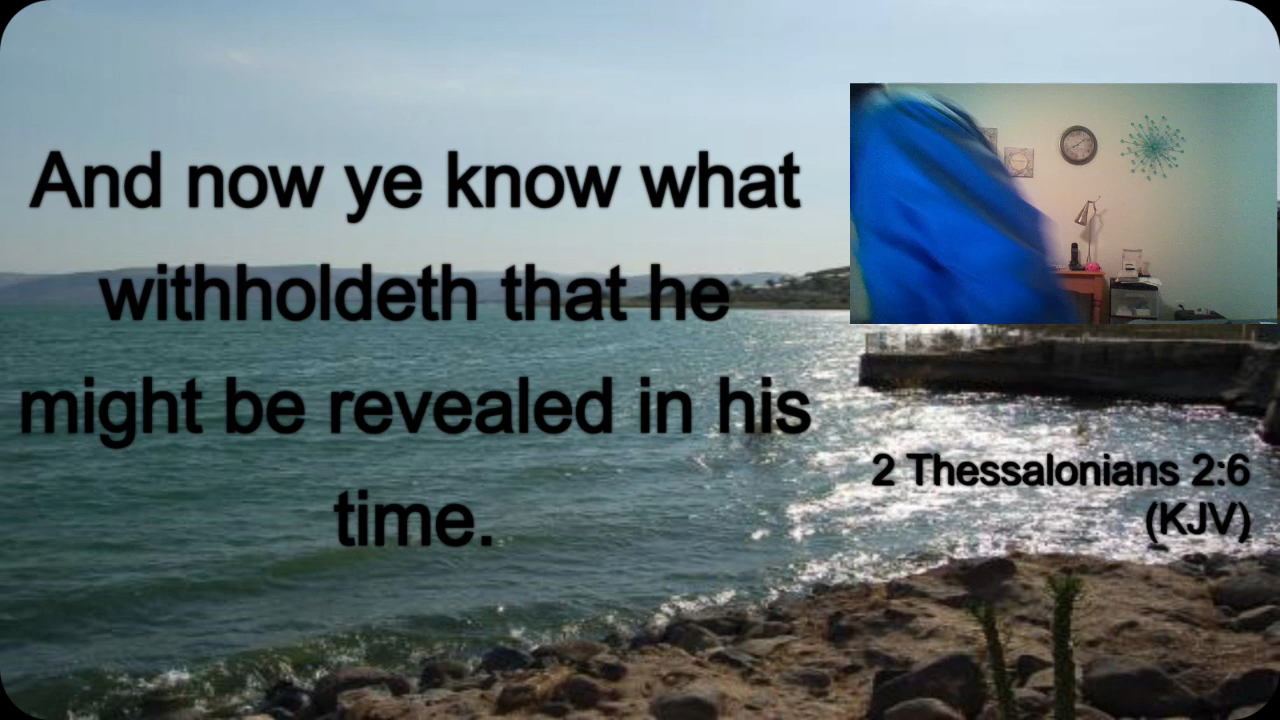 And now ye know what
withholdeth that he
might be revealed in his
time.
2 Thessalonians 2:6
(KJV)